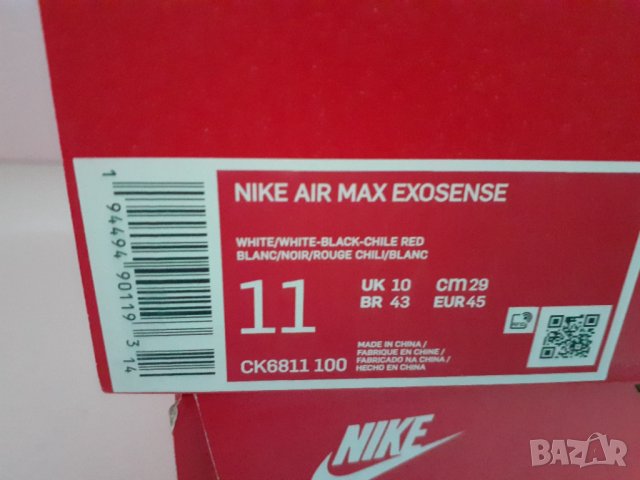 NIKE AIR MAX EXOSENSE
WHITE/WHITE-BLACK-CHILE RED
BLANC/NOIR/ROUGE CHILI/BLANC
11
UK 10 cm 29
BR 43 EUR 45
CK6811 100
MADE IN CHINA /
FABRIQUE EN CHINE /
FABRICADO NA CHINA /
HECHO EN CHINA
1 94494 90119 3 14
RFID
NIKE
BAZAR